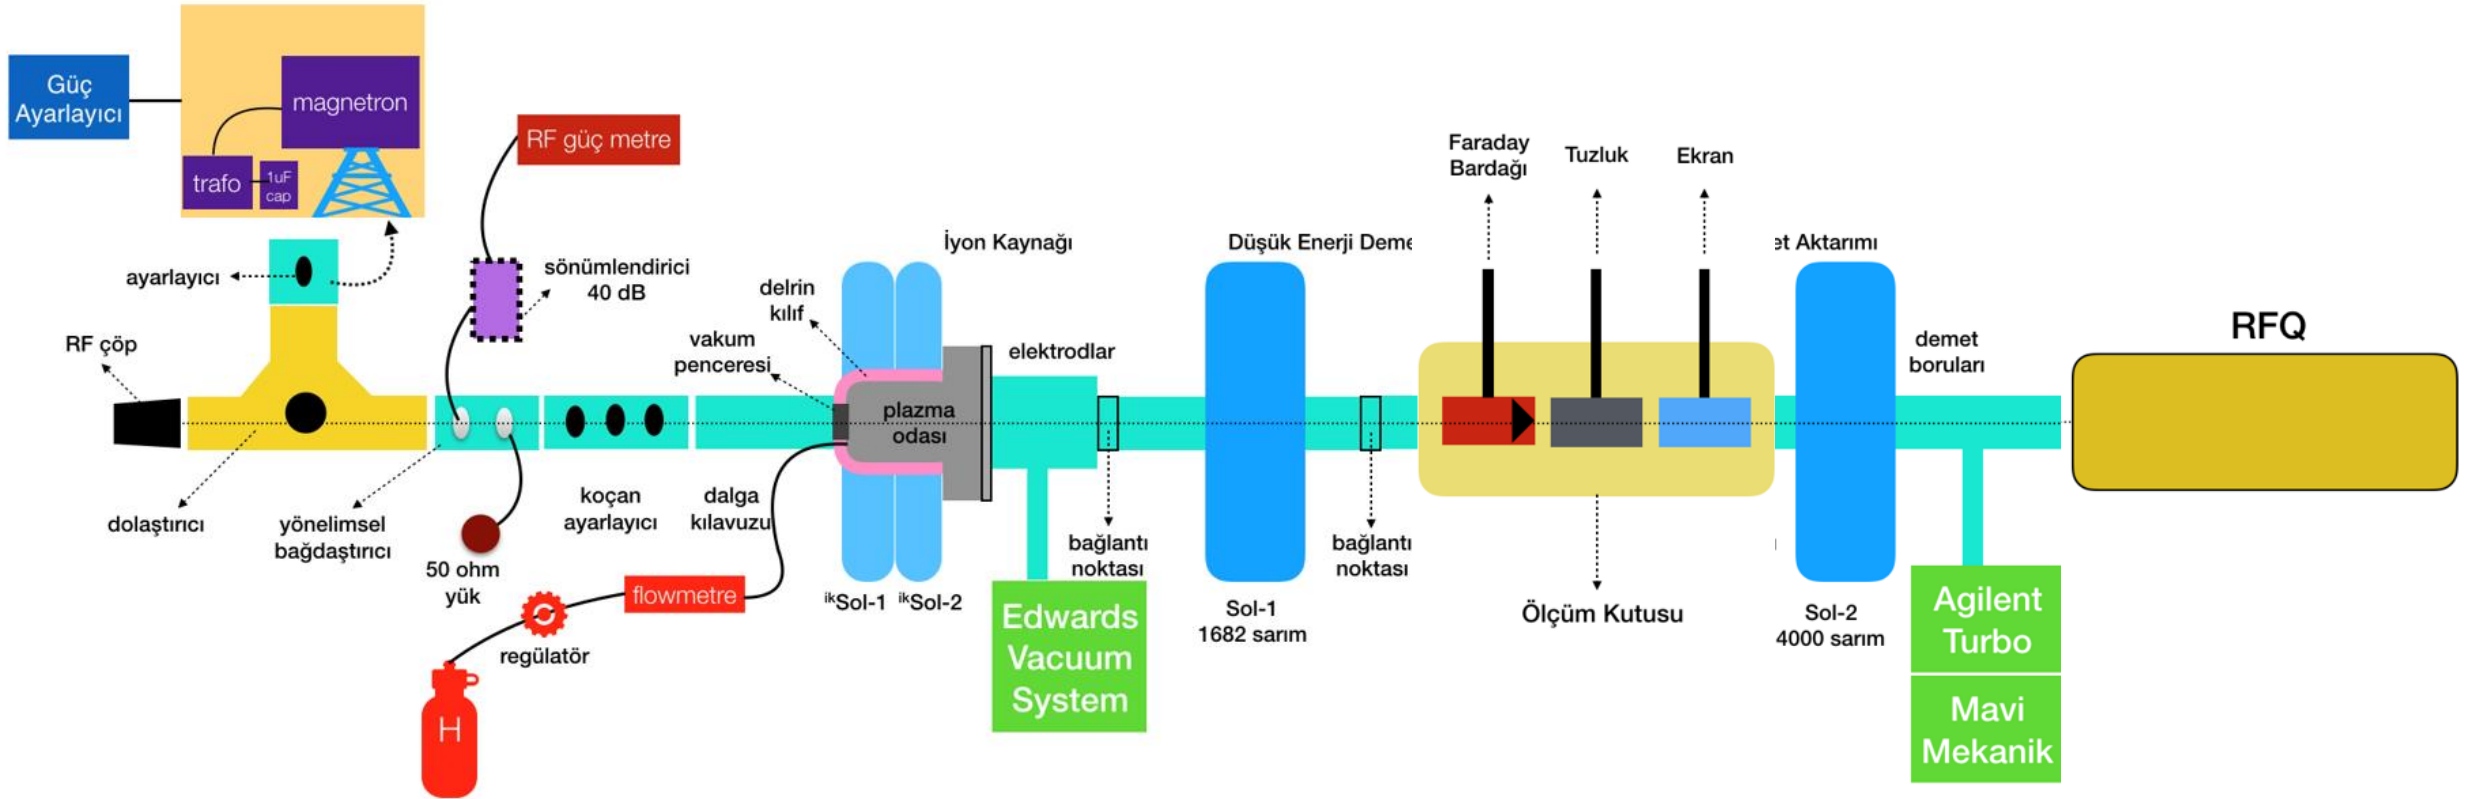 Güç
Ayarlayıcı
magnetron
trafo
1uF
cap
RF güç metre
ayarlayıcı
sönümlendirici
40 dB
RF çöp
dolaştırıcı
yönelimsel
bağdaştırıcı
50 ohm
yük
koçan
ayarlayıcı
dalga
kılavuzu
regülatör
flowmetre
H
vakum
penceresi
delrin
kılıf
İyon Kaynağı
plazma
odası
elektrodlar
ikSol-1
ikSol-2
bağlantı
noktası
Edwards
Vacuum
System
Düşük Enerji Deme
et Aktarımı
Sol-1
1682 sarım
bağlantı
noktası
Faraday
Bardağı
Tuzluk
Ekran
Ölçüm Kutusu
Sol-2
4000 sarım
demet
boruları
Agilent
Turbo
Mavi
Mekanik
RFQ